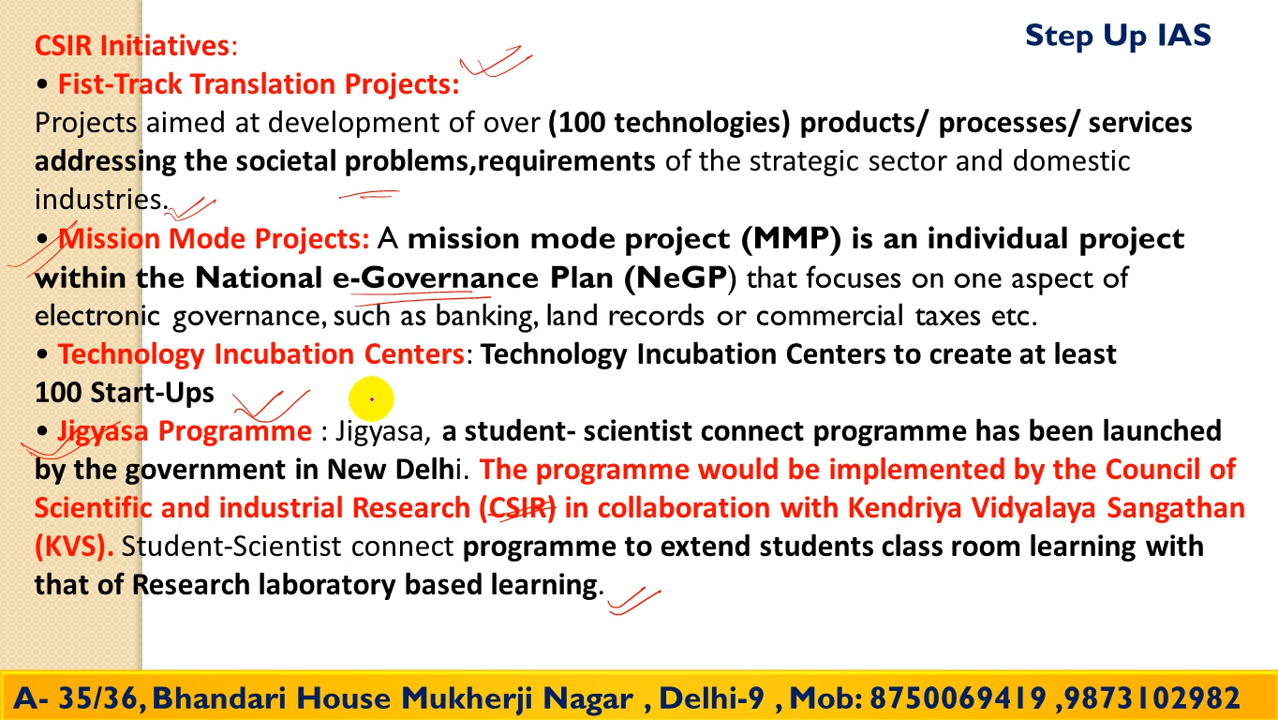 Step Up IAS
CSIR Initiatives:
• Fist-Track Translation Projects:
Projects aimed at development of over (100 technologies) products/ processes/ services
addressing the societal problems,requirements of the strategic sector and domestic
industries.
• Mission Mode Projects: A mission mode project (MMP) is an individual project
within the National e-Governance Plan (NeGP) that focuses on one aspect of
electronic governance, such as banking, land records or commercial taxes etc.
• Technology Incubation Centers: Technology Incubation Centers to create at least
100 Start-Ups
• Jigyasa Programme : Jigyasa, a student- scientist connect programme has been launched
by the government in New Delhi. The programme would be implemented by the Council of
Scientific and industrial Research (CSIR) in collaboration with Kendriya Vidyalaya Sangathan
(KVS). Student-Scientist connect programme to extend students class room learning with
that of Research laboratory based learning.
A- 35/36, Bhandari House Mukherji Nagar , Delhi-9 , Mob: 8750069419 ,9873102982